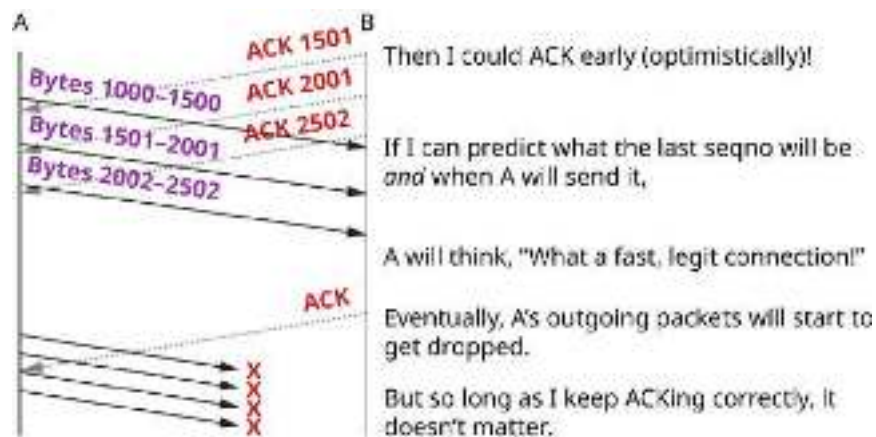 A
B
ACK 1501
Then I could ACK early (optimistically)!
Bytes 1000–1500
ACK 2001
Bytes 1501–2001
ACK 2502
If I can predict what the last seqno will be
and when A will send it,
Bytes 2002–2502
A will think, "What a fast, legit connection!"
ACK
Eventually, A's outgoing packets will start to
get dropped.
X
X
X
X
But so long as I keep ACKing correctly, it
doesn't matter.